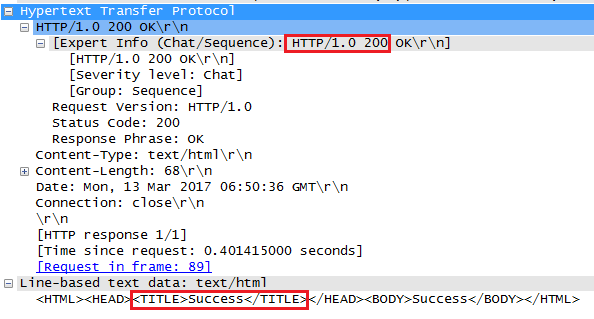 Hypertext Transfer Protocol
HTTP/1.0 200 OK\r\n
[Expert Info (Chat/Sequence): HTTP/1.0 200 OK\r\n]
[HTTP/1.0 200 OK\r\n]
[Severity level: Chat]
[Group: Sequence]
Request Version: HTTP/1.0
Status Code: 200
Response Phrase: OK
Content-Type: text/html\r\n
Content-Length: 68\r\n
Date: Mon, 13 Mar 2017 06:50:36 GMT\r\n
Connection: close\r\n
\r\n
[HTTP response 1/1]
[Time since request: 0.401415000 seconds]
[Request in frame: 89]
Line-based text data: text/html
<HTML><HEAD><TITLE>Success</TITLE></HEAD><BODY>Success</BODY></HTML>